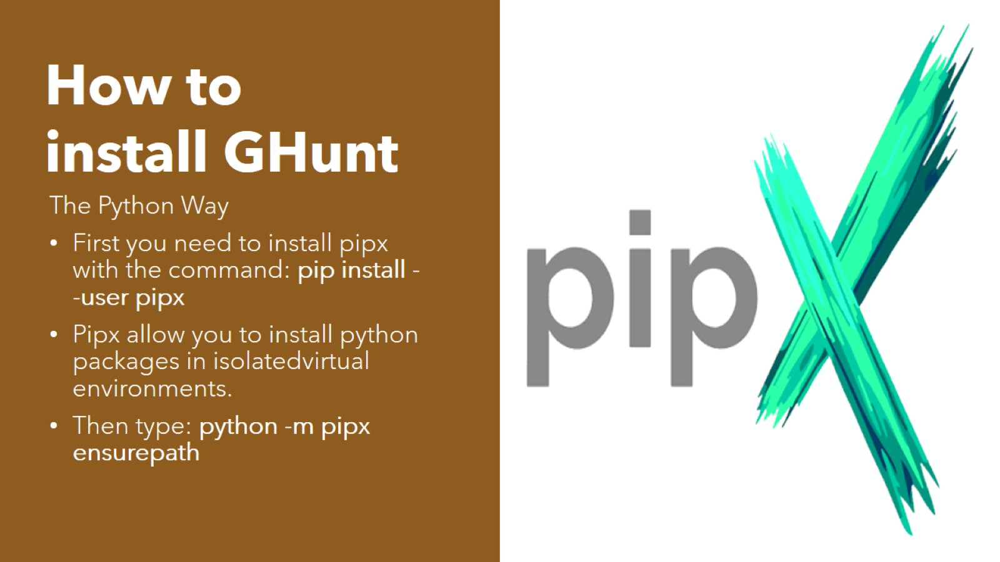 How to
install GHunt
The Python Way
• First you need to install pipx
with the command: pip install -
-user pipx
• Pipx allow you to install python
packages in isolatedvirtual
environments.
• Then type: python -m pipx
ensurepath
pipX